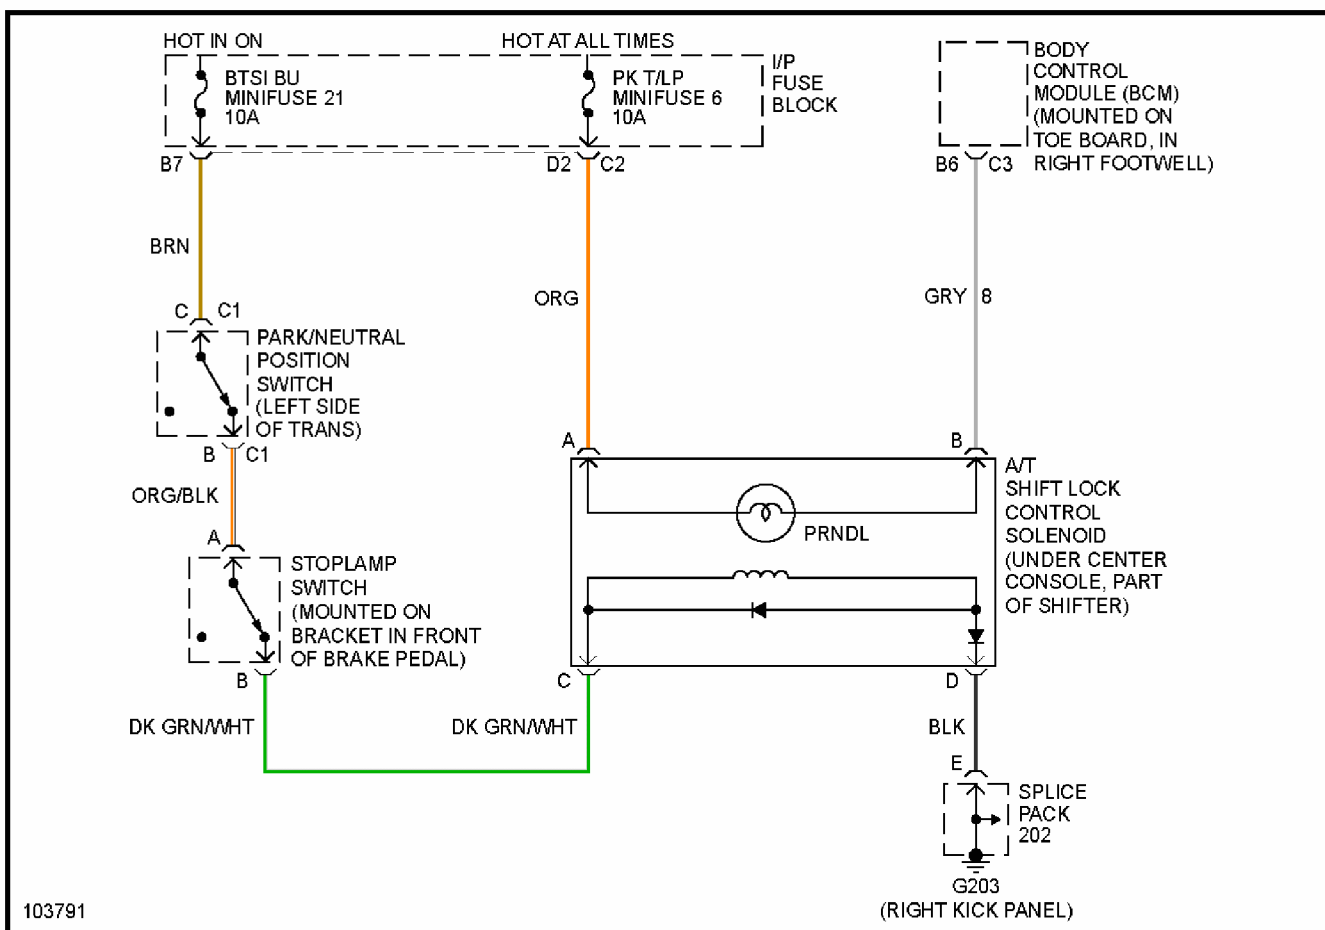 HOT IN ON
HOT AT ALL TIMES
BTSI BU
MINIFUSE 21
10A
PK T/LP
MINIFUSE 6
10A
I/P
FUSE
BLOCK
BODY
CONTROL
MODULE (BCM)
(MOUNTED ON
TOE BOARD, IN
RIGHT FOOTWELL)
B7
D2
C2
B6
C3
BRN
ORG
GRY
8
C
C1
PARK/NEUTRAL
POSITION
SWITCH
(LEFT SIDE
OF TRANS)
B
C1
ORG/BLK
A
STOPLAMP
SWITCH
(MOUNTED ON
BRACKET IN FRONT
OF BRAKE PEDAL)
B
A
B
PRNDL
A/T
SHIFT LOCK
CONTROL
SOLENOID
(UNDER CENTER
CONSOLE, PART
OF SHIFTER)
C
D
DK GRN/WHT
DK GRN/WHT
BLK
E
SPLICE
PACK
202
G203
(RIGHT KICK PANEL)
103791